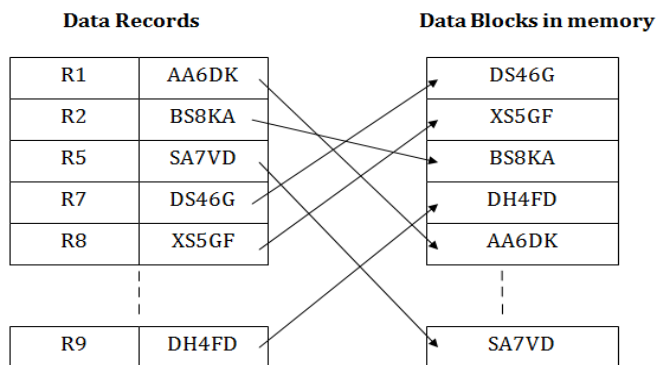 Data Records Data Blocks in memory
R1 AA6DK DS46G
R2 BS8KA XS5GF
R5 SA7VD BS8KA
R7 DS46G DH4FD
R8 XS5GF AA6DK
R9 DH4FD SA7VD